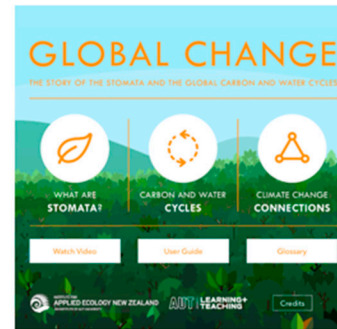 GLOBAL CHANGE
THE STORY OF THE STOMATA AND THE GLOBAL CARBON AND WATER CYCLES
WHAT ARE
STOMATA?
CARBON AND WATER
CYCLES
CLIMATE CHANGE
CONNECTIONS
Watch Video
User Guide
Glossary
APPLIED ECOLOGY NEW ZEALAND
AUT
LEARNING+
TEACHING
Credits